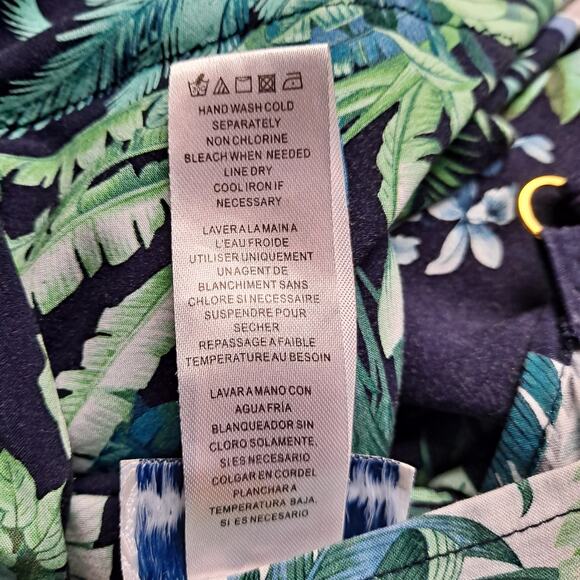 HAND WASH COLD
SEPARATELY
NON CHLORINE
BLEACH WHEN NEEDED
LINE DRY
COOL IRON IF
NECESSARY
LAVER A LA MAIN A
L'EAU FROIDE
UTILISER UNIQUEMENT
UN AGENT DE
BLANCHIMENT SANS
CHLORE SI NECESSAIRE
SUSPENDRE POUR
SECHER
REPASSAGE A FAIBLE
TEMPERATURE AU BESOIN
LAVAR A MANO CON
AGUA FRÍA
BLANQUEADOR SIN
CLORO SOLAMENTE,
SI ES NECESARIO
COLGAR EN CORDEL
PLANCHAR A
TEMPERATURA BAJA,
SI ES NECESARIO